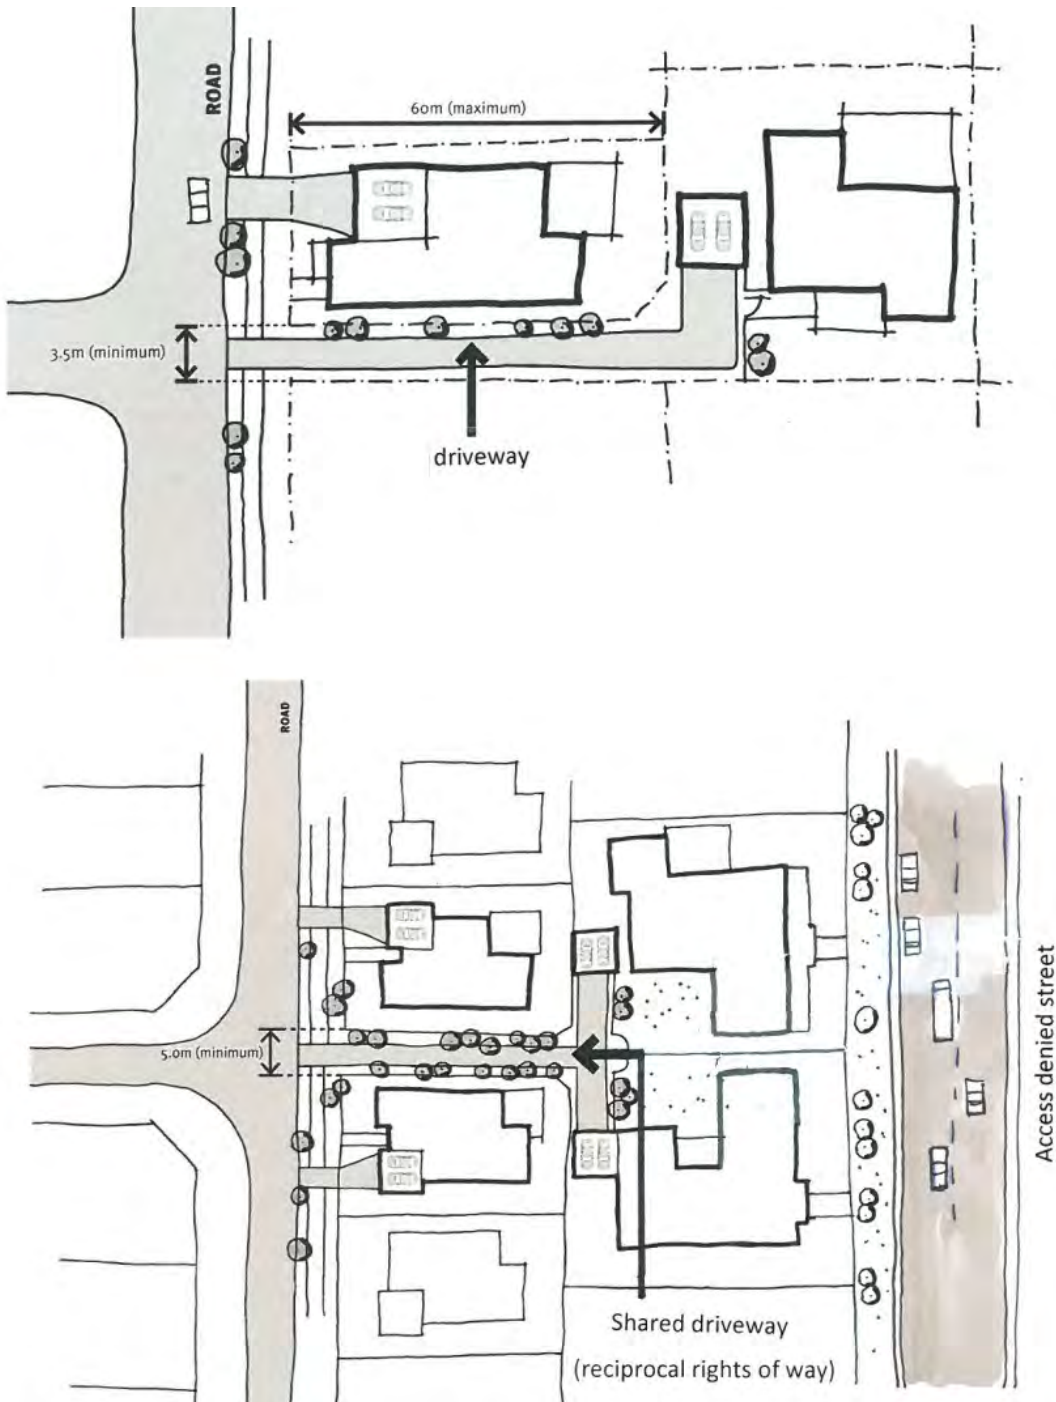 ROAD
60m (maximum)
3.5m (minimum)
driveway
ROAD
5.0m (minimum)
Access denied street
Shared driveway
(reciprocal rights of way)